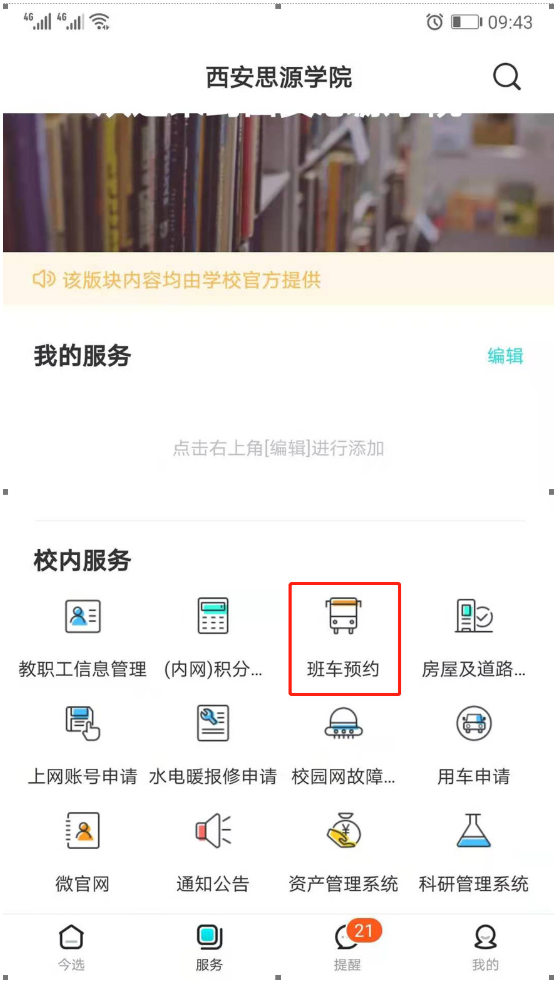 4G 4G 09:43
西安思源学院
该版块内容均由学校官方提供
我的服务 编辑
点击右上角[编辑]进行添加
校内服务
教职工信息管理 (内网)积分... 班车预约 房屋及道路...
上网账号申请 水电暖报修申请 校园网故障... 用车申请
微官网 通知公告 资产管理系统 科研管理系统
21
今选 服务 提醒 我的